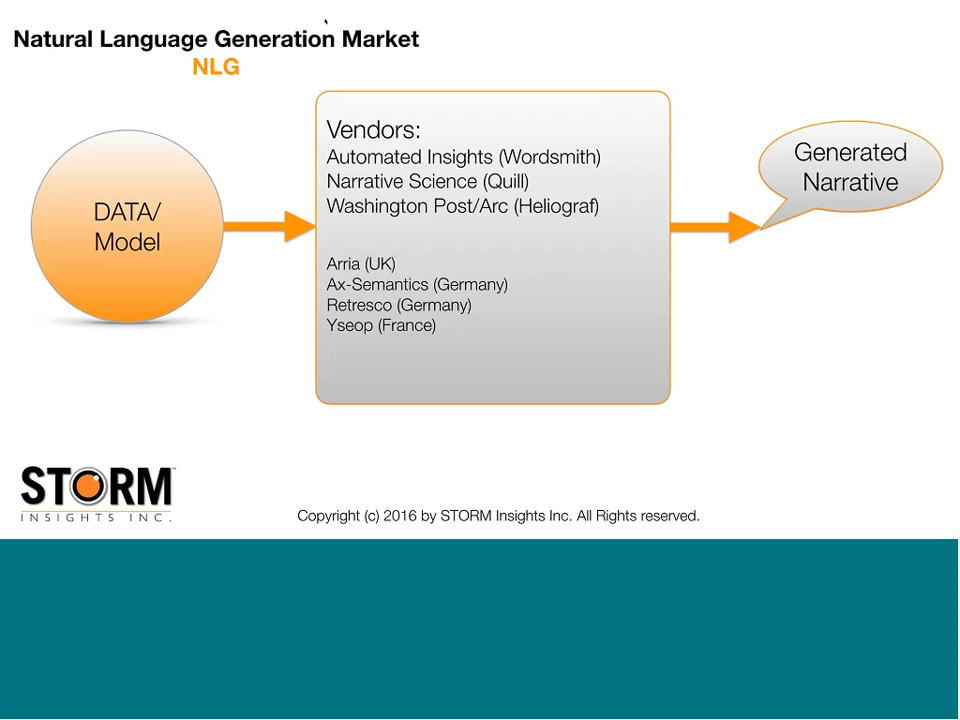 Natural Language Generation Market
NLG
DATA/
Model
Vendors:
Automated Insights (Wordsmith)
Narrative Science (Quill)
Washington Post/Arc (Heliograf)
Arria (UK)
Ax-Semantics (Germany)
Retresco (Germany)
Yseop (France)
Generated
Narrative
STORM
INSIGHTS INC.
Copyright (c) 2016 by STORM Insights Inc. All Rights reserved.